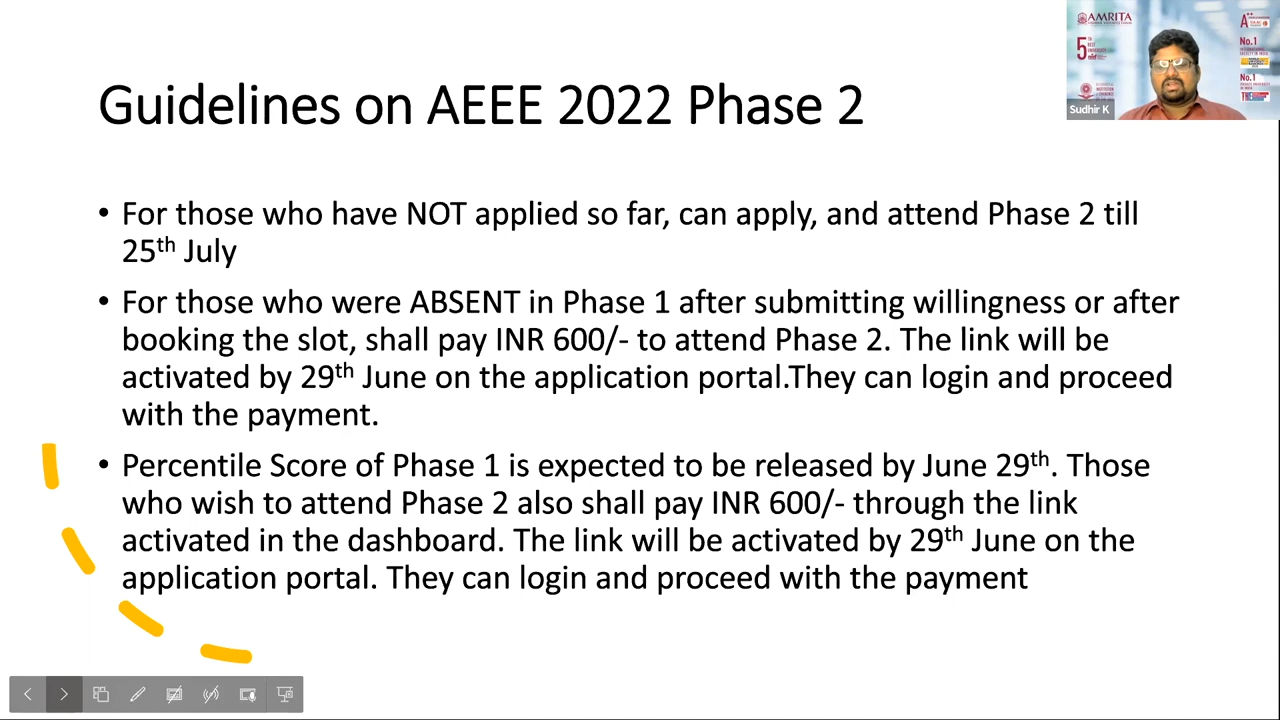 Guidelines on AEEE 2022 Phase 2
• For those who have NOT applied so far, can apply, and attend Phase 2 till
25th July
• For those who were ABSENT in Phase 1 after submitting willingness or after
booking the slot, shall pay INR 600/- to attend Phase 2. The link will be
activated by 29th June on the application portal.They can login and proceed
with the payment.
• Percentile Score of Phase 1 is expected to be released by June 29th. Those
who wish to attend Phase 2 also shall pay INR 600/- through the link
activated in the dashboard. The link will be activated by 29th June on the
application portal. They can login and proceed with the payment
AMRITA
5
A++
No.1
No.1
Sudhir K